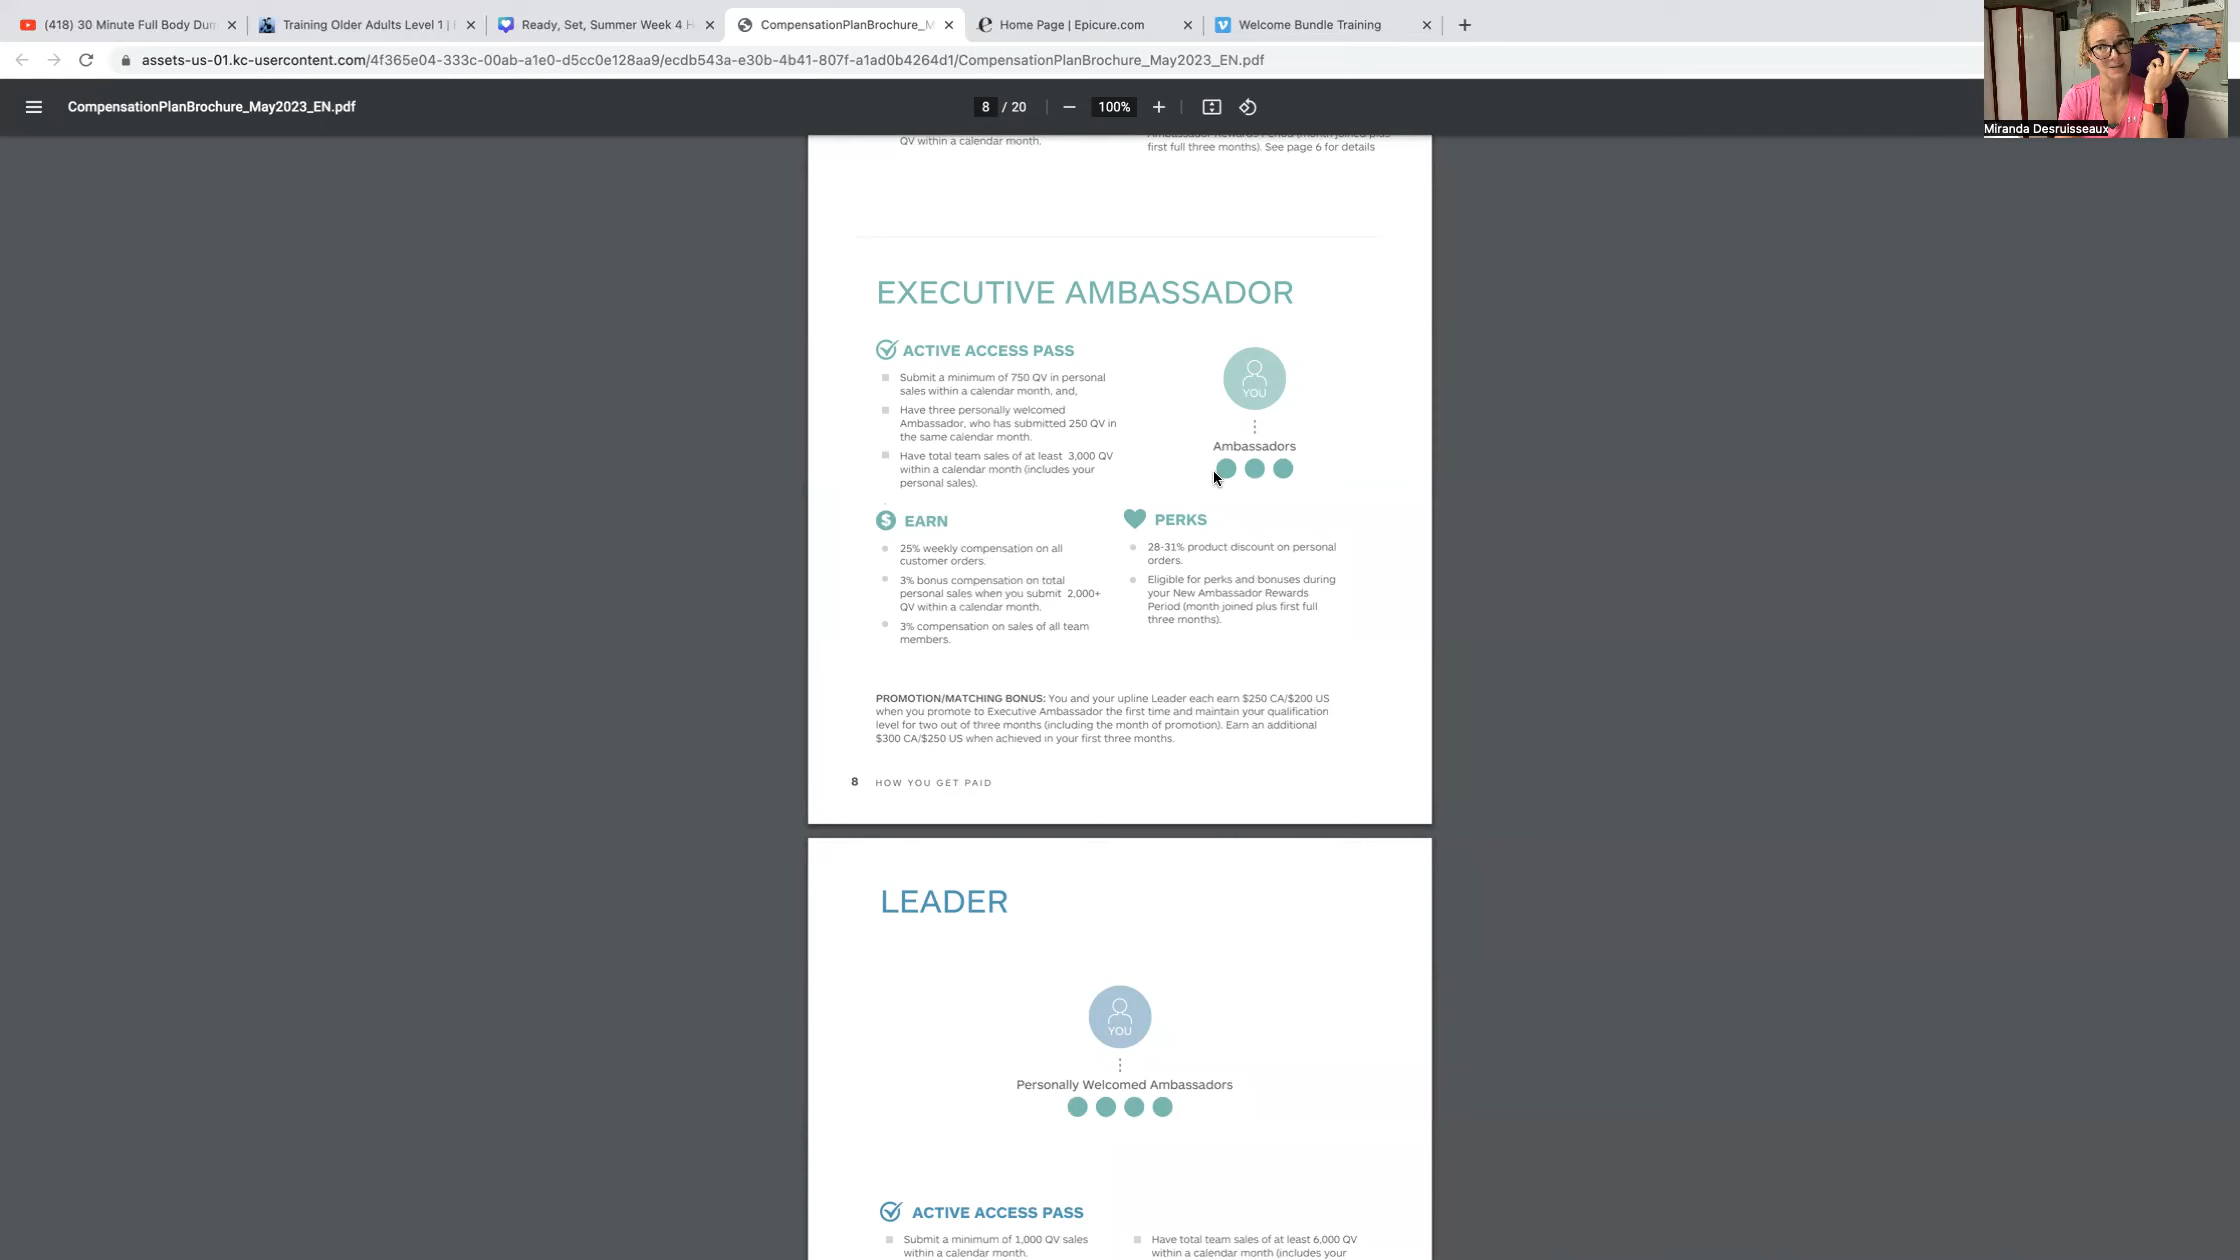 (418) 30 Minute Full Body Dum
Training Older Adults Level 1 |
Ready, Set, Summer Week 4 H
CompensationPlanBrochure_M
Home Page | Epicure.com
Welcome Bundle Training
assets-us-01.kc-usercontent.com/4f365e04-333c-00ab-a1e0-d5cc0e128aa9/ecdb543a-e30b-4b41-807f-a1ad0b4264d1/CompensationPlanBrochure_May2023_EN.pdf
CompensationPlanBrochure_May2023_EN.pdf
8 / 20
100%
Miranda Desruisseaux
QV within a calendar month.
Ambassador Rewards Period (month joined plus
first full three months). See page 6 for details
EXECUTIVE AMBASSADOR
ACTIVE ACCESS PASS
Submit a minimum of 750 QV in personal
sales within a calendar month, and,
Have three personally welcomed
Ambassador, who has submitted 250 QV in
the same calendar month.
Have total team sales of at least 3,000 QV
within a calendar month (includes your
personal sales).
YOU
Ambassadors
EARN
25% weekly compensation on all
customer orders.
3% bonus compensation on total
personal sales when you submit 2,000+
QV within a calendar month.
3% compensation on sales of all team
members.
PERKS
28-31% product discount on personal
orders.
Eligible for perks and bonuses during
your New Ambassador Rewards
Period (month joined plus first full
three months).
PROMOTION/MATCHING BONUS: You and your upline Leader each earn $250 CA/$200 US
when you promote to Executive Ambassador the first time and maintain your qualification
level for two out of three months (including the month of promotion). Earn an additional
$300 CA/$250 US when achieved in your first three months.
8 HOW YOU GET PAID
LEADER
YOU
Personally Welcomed Ambassadors
ACTIVE ACCESS PASS
Submit a minimum of 1,000 QV sales
within a calendar month.
Have total team sales of at least 6,000 QV
within a calendar month (includes your